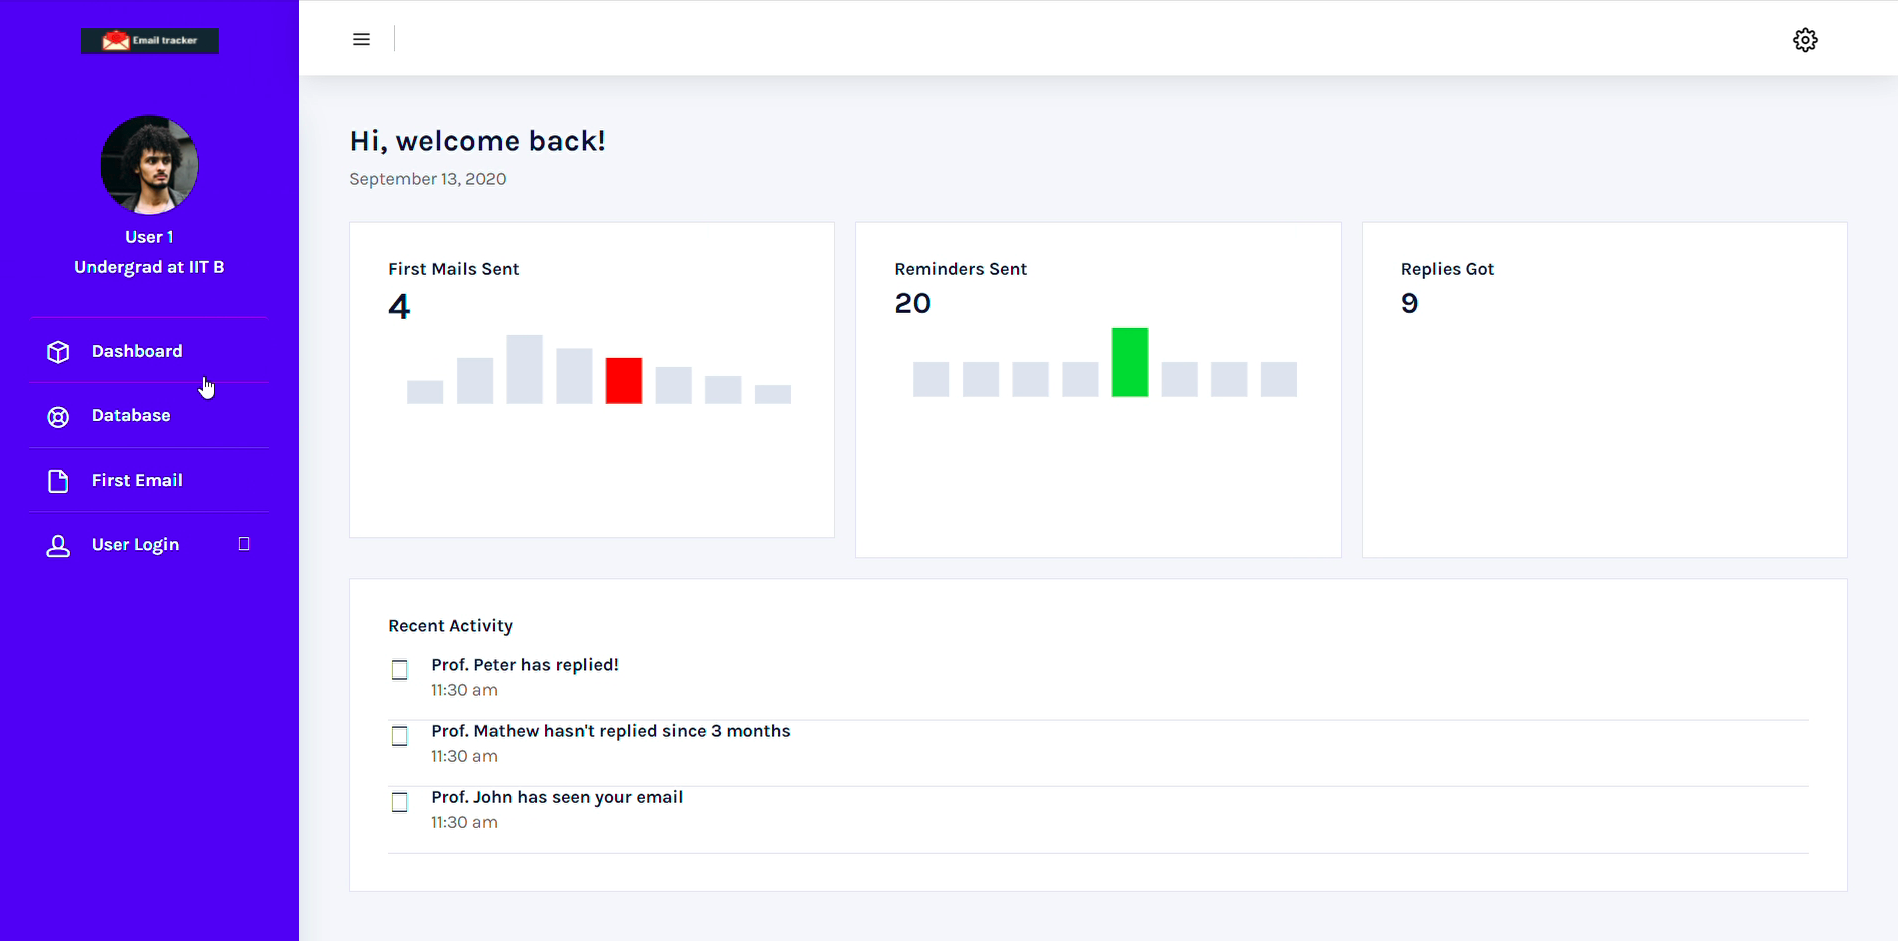 Email tracker
User 1
Undergrad at IIT B
Dashboard
Database
First Email
User Login
Hi, welcome back!
September 13, 2020
First Mails Sent
4
Reminders Sent
20
Replies Got
9
Recent Activity
Prof. Peter has replied!
11:30 am
Prof. Mathew hasn't replied since 3 months
11:30 am
Prof. John has seen your email
11:30 am